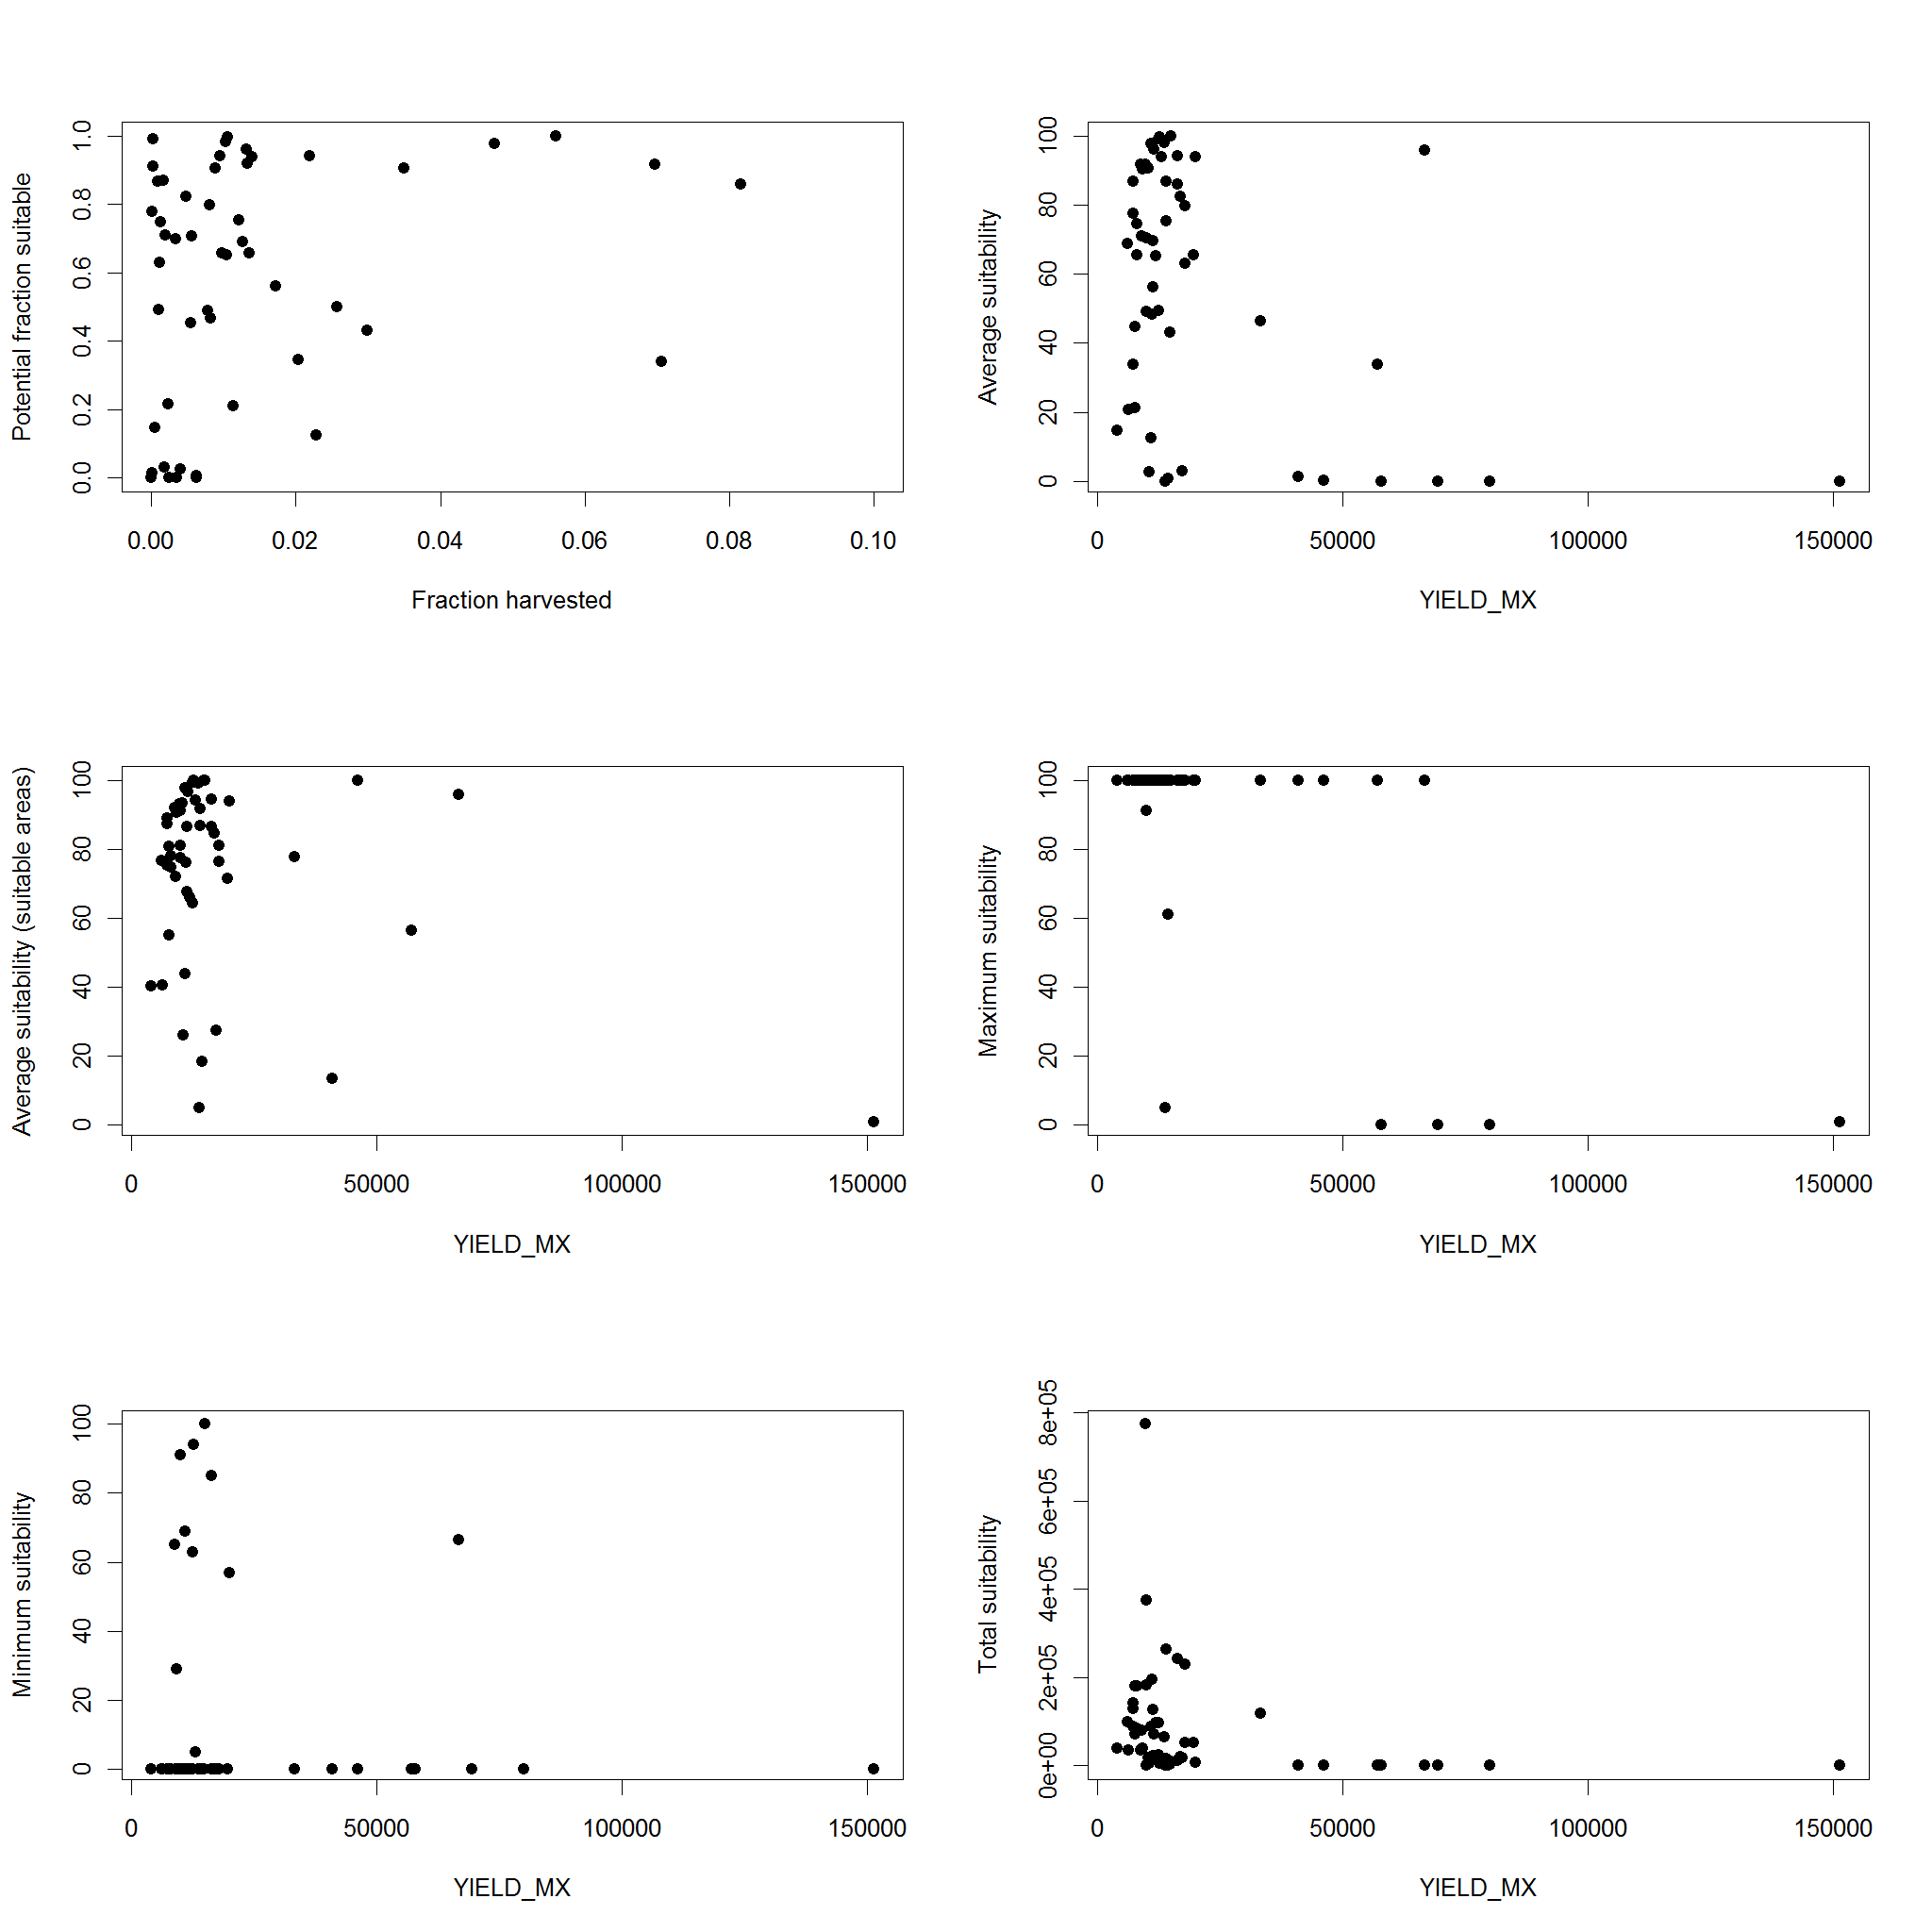 Potential fraction suitable
0.0 0.2 0.4 0.6 0.8 1.0
0.00 0.02 0.04 0.06 0.08 0.10
Fraction harvested
Average suitability
0 20 40 60 80 100
0 50000 100000 150000
YIELD_MX
Average suitability (suitable areas)
0 20 40 60 80 100
0 50000 100000 150000
YIELD_MX
Maximum suitability
0 20 40 60 80 100
0 50000 100000 150000
YIELD_MX
Minimum suitability
0 20 40 60 80 100
0 50000 100000 150000
YIELD_MX
Total suitability
0e+00 2e+05 4e+05 6e+05 8e+05
0 50000 100000 150000
YIELD_MX